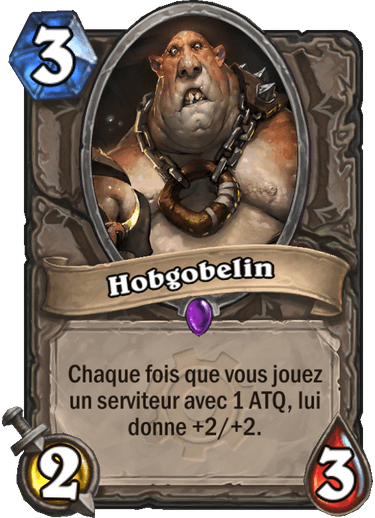 3
Hobgobelin
Chaque fois que vous jouez
un serviteur avec 1 ATQ, lui
donne +2/+2.
2
3